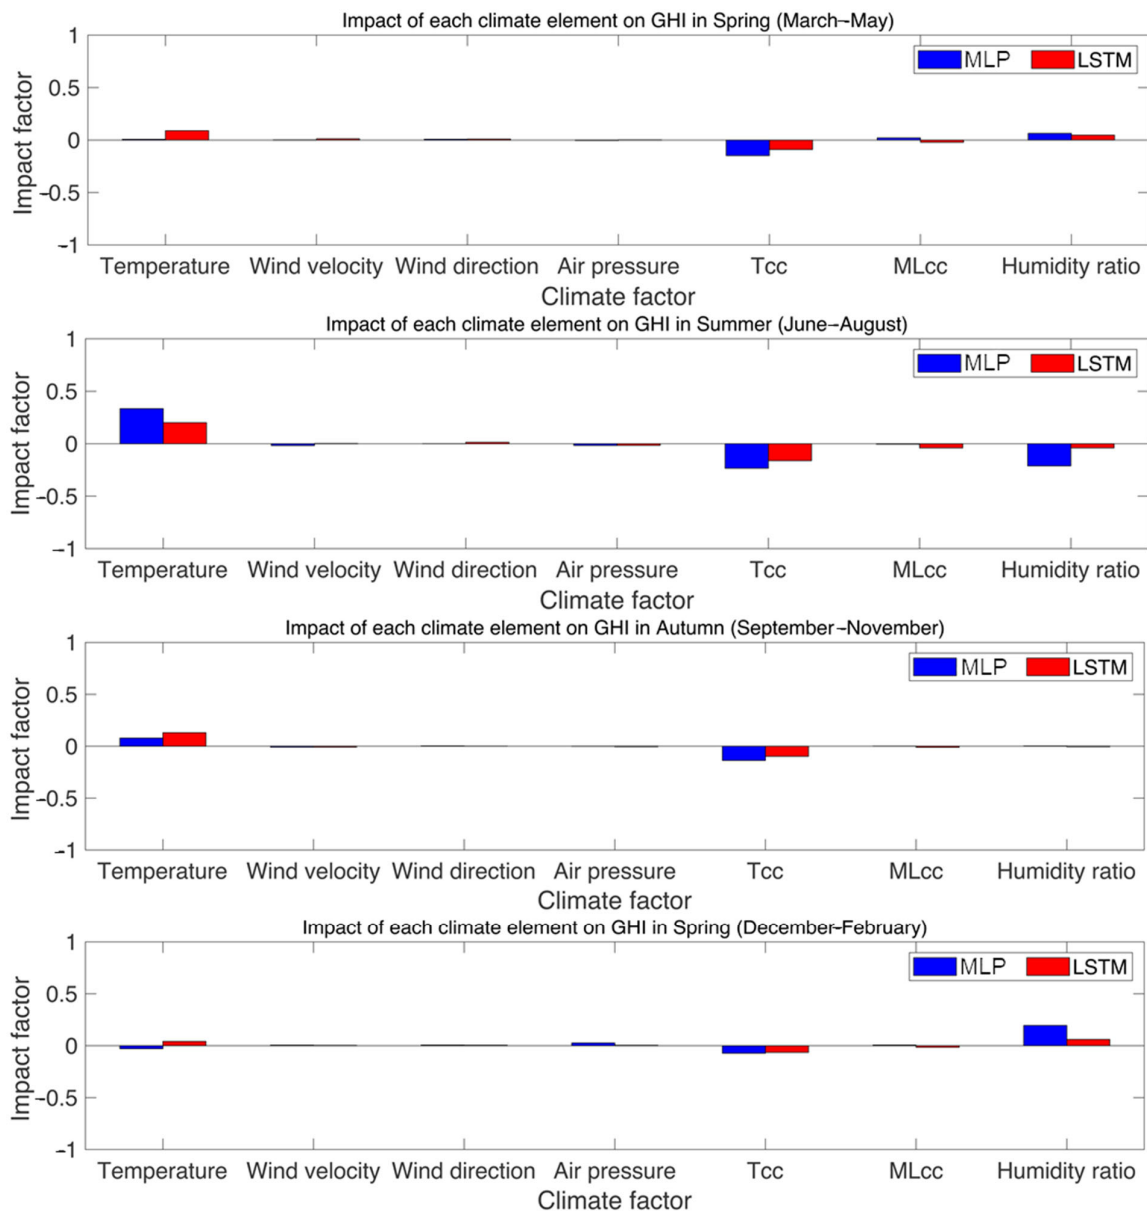 Impact of each climate element on GHI in Spring (March–May)
1
0.5
0
–0.5
–1
Impact factor
MLP LSTM
Temperature Wind velocity Wind direction Air pressure Tcc MLcc Humidity ratio
Climate factor
Impact of each climate element on GHI in Summer (June–August)
1
0.5
0
–0.5
–1
Impact factor
MLP LSTM
Temperature Wind velocity Wind direction Air pressure Tcc MLcc Humidity ratio
Climate factor
Impact of each climate element on GHI in Autumn (September–November)
1
0.5
0
–0.5
–1
Impact factor
MLP LSTM
Temperature Wind velocity Wind direction Air pressure Tcc MLcc Humidity ratio
Climate factor
Impact of each climate element on GHI in Spring (December–February)
1
0.5
0
–0.5
–1
Impact factor
MLP LSTM
Temperature Wind velocity Wind direction Air pressure Tcc MLcc Humidity ratio
Climate factor